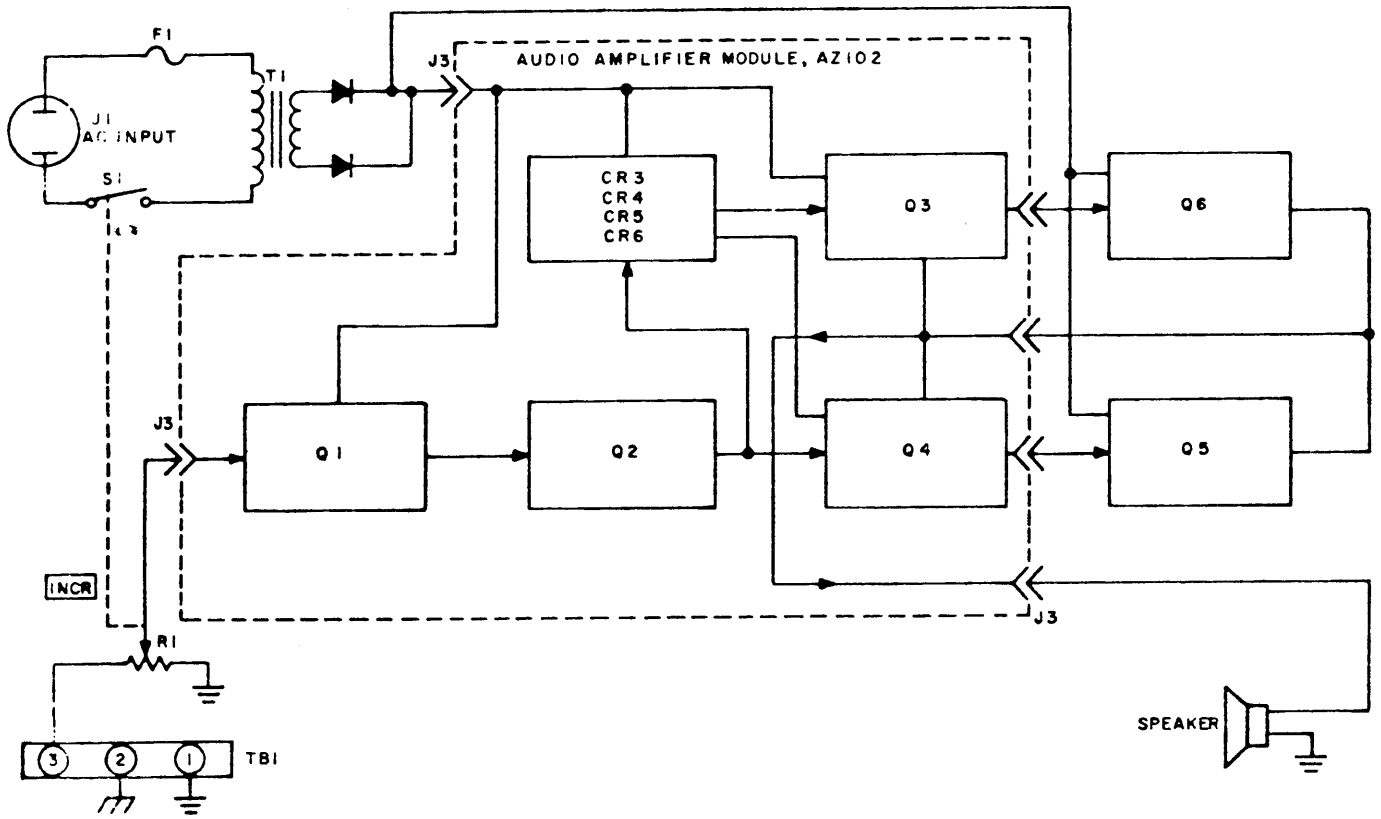 F1
J3
AUDIO AMPLIFIER MODULE, AZ102
T1
J1
AC INPUT
S1
CR3
CR4
CR5
CR6
Q3
Q6
J3
Q1
Q2
Q4
Q5
INCR
J3
R1
SPEAKER
3
2
1
TB1